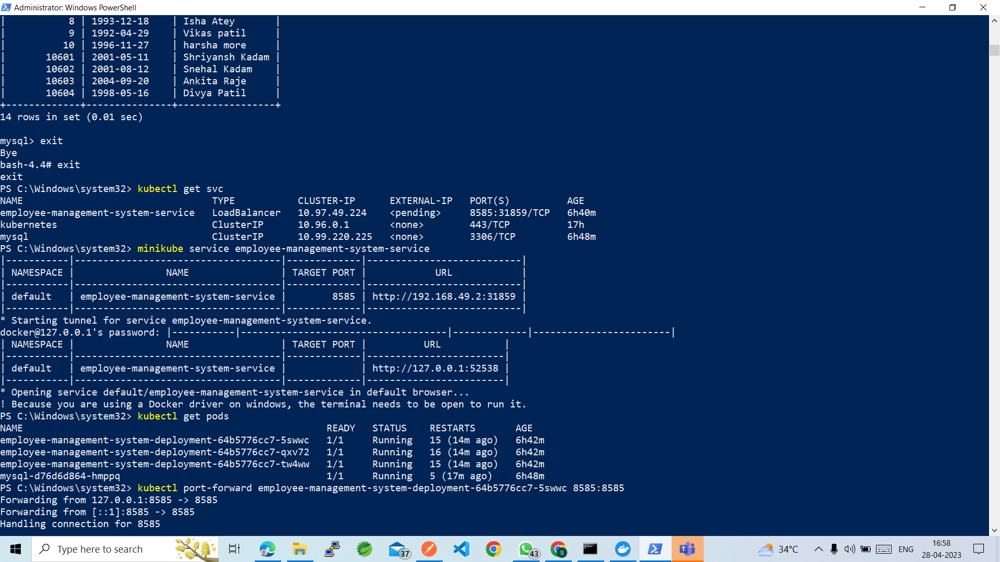 Administrator: Windows PowerShell
|           8 | 1993-12-18    | Isha Atey       |
|           9 | 1992-04-29    | Vikas patil     |
|          10 | 1996-11-27    | harsha more     |
|       10601 | 2001-05-11    | Shriyansh Kadam |
|       10602 | 2001-08-12    | Snehal Kadam    |
|       10603 | 2004-09-20    | Ankita Raje     |
|       10604 | 1998-05-16    | Divya Patil     |
+-------------+---------------+-----------------+
14 rows in set (0.01 sec)
mysql> exit
Bye
bash-4.4# exit
exit
PS C:\Windows\system32> kubectl get svc
NAME                                 TYPE           CLUSTER-IP      EXTERNAL-IP   PORT(S)          AGE
employee-management-system-service   LoadBalancer   10.97.49.224    <pending>     8585:31859/TCP   6h40m
kubernetes                           ClusterIP      10.96.0.1       <none>        443/TCP          17h
mysql                                ClusterIP      10.99.220.225   <none>        3306/TCP         6h48m
PS C:\Windows\system32> minikube service employee-management-system-service
|-----------|------------------------------------|-------------|---------------------------|
| NAMESPACE |                NAME                | TARGET PORT |            URL            |
|-----------|------------------------------------|-------------|---------------------------|
| default   | employee-management-system-service |        8585 | http://192.168.49.2:31859 |
|-----------|------------------------------------|-------------|---------------------------|
* Starting tunnel for service employee-management-system-service.
docker@127.0.0.1's password: |-----------|------------------------------------|-------------|------------------------|
| NAMESPACE |                NAME                | TARGET PORT |          URL           |
|-----------|------------------------------------|-------------|------------------------|
| default   | employee-management-system-service |             | http://127.0.0.1:52538 |
|-----------|------------------------------------|-------------|------------------------|
* Opening service default/employee-management-system-service in default browser...
! Because you are using a Docker driver on windows, the terminal needs to be open to run it.
PS C:\Windows\system32> kubectl get pods
NAME                                                     READY   STATUS    RESTARTS       AGE
employee-management-system-deployment-64b5776cc7-5swwc   1/1     Running   15 (14m ago)   6h42m
employee-management-system-deployment-64b5776cc7-qxv72   1/1     Running   16 (14m ago)   6h42m
employee-management-system-deployment-64b5776cc7-tw4ww   1/1     Running   15 (14m ago)   6h42m
mysql-d76d6d864-hmppq                                    1/1     Running   5 (17m ago)    6h48m
PS C:\Windows\system32> kubectl port-forward employee-management-system-deployment-64b5776cc7-5swwc 8585:8585
Forwarding from 127.0.0.1:8585 -> 8585
Forwarding from [::1]:8585 -> 8585
Handling connection for 8585
Type here to search
37
43
S
34°C
ENG
16:58
28-04-2023